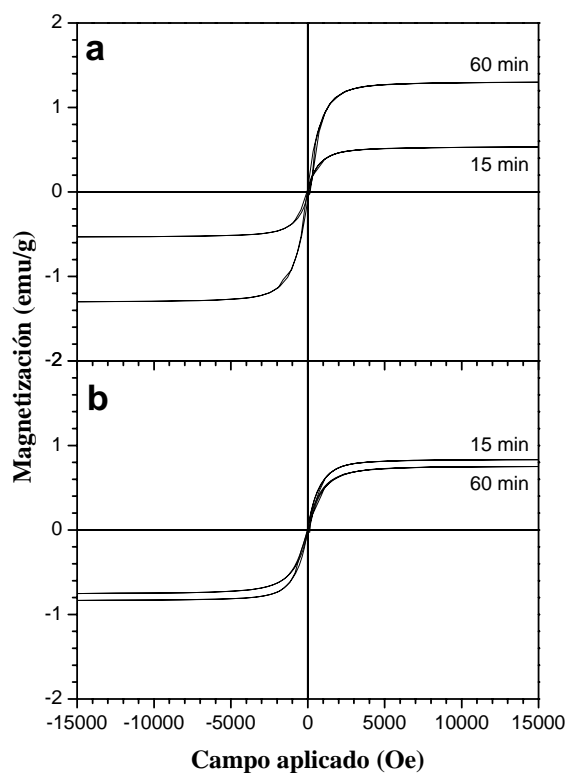 2
a
60 min
1
15 min
0
-1
-2
Magnetización (emu/g)
b
15 min
1
60 min
0
-1
-2
-15000 -10000 -5000 0 5000 10000 15000
Campo aplicado (Oe)